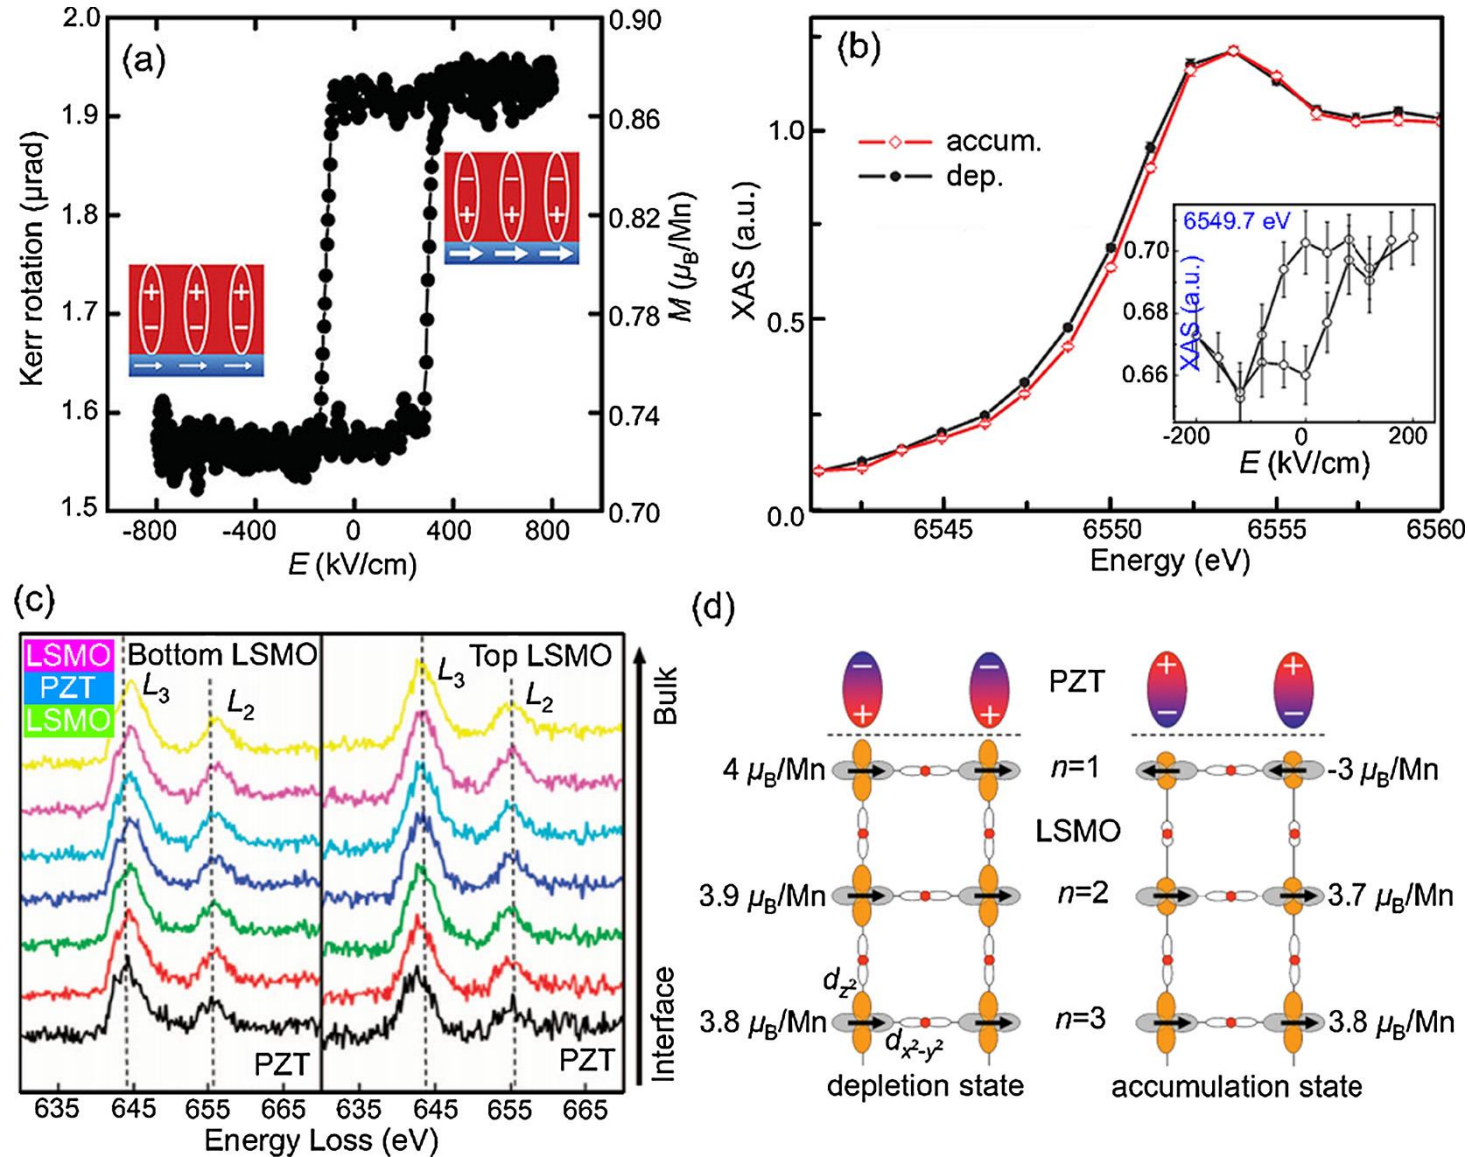 (a)
2.0
1.9
1.8
1.7
1.6
1.5
Kerr rotation (µrad)
0.90
0.86
0.82
0.78
0.74
0.70
M (µB/Mn)
+ + +
− − −
− − −
+ + +
-800 -400 0 400 800
E (kV/cm)
(b)
1.0
0.5
0.0
XAS (a.u.)
accum.
dep.
6549.7 eV
0.70
0.68
0.66
XAS (a.u.)
-200 0 200
E (kV/cm)
6545 6550 6555 6560
Energy (eV)
(c)
LSMO
PZT
LSMO
Bottom LSMO
L3
L2
PZT
Top LSMO
L3
L2
PZT
Bulk
Interface
635 645 655 665 635 645 655 665
Energy Loss (eV)
(d)
− − PZT + +
+ + − −
4 µB/Mn n=1 -3 µB/Mn
LSMO
3.9 µB/Mn n=2 3.7 µB/Mn
dz²
3.8 µB/Mn n=3 3.8 µB/Mn
dx²-y²
depletion state accumulation state